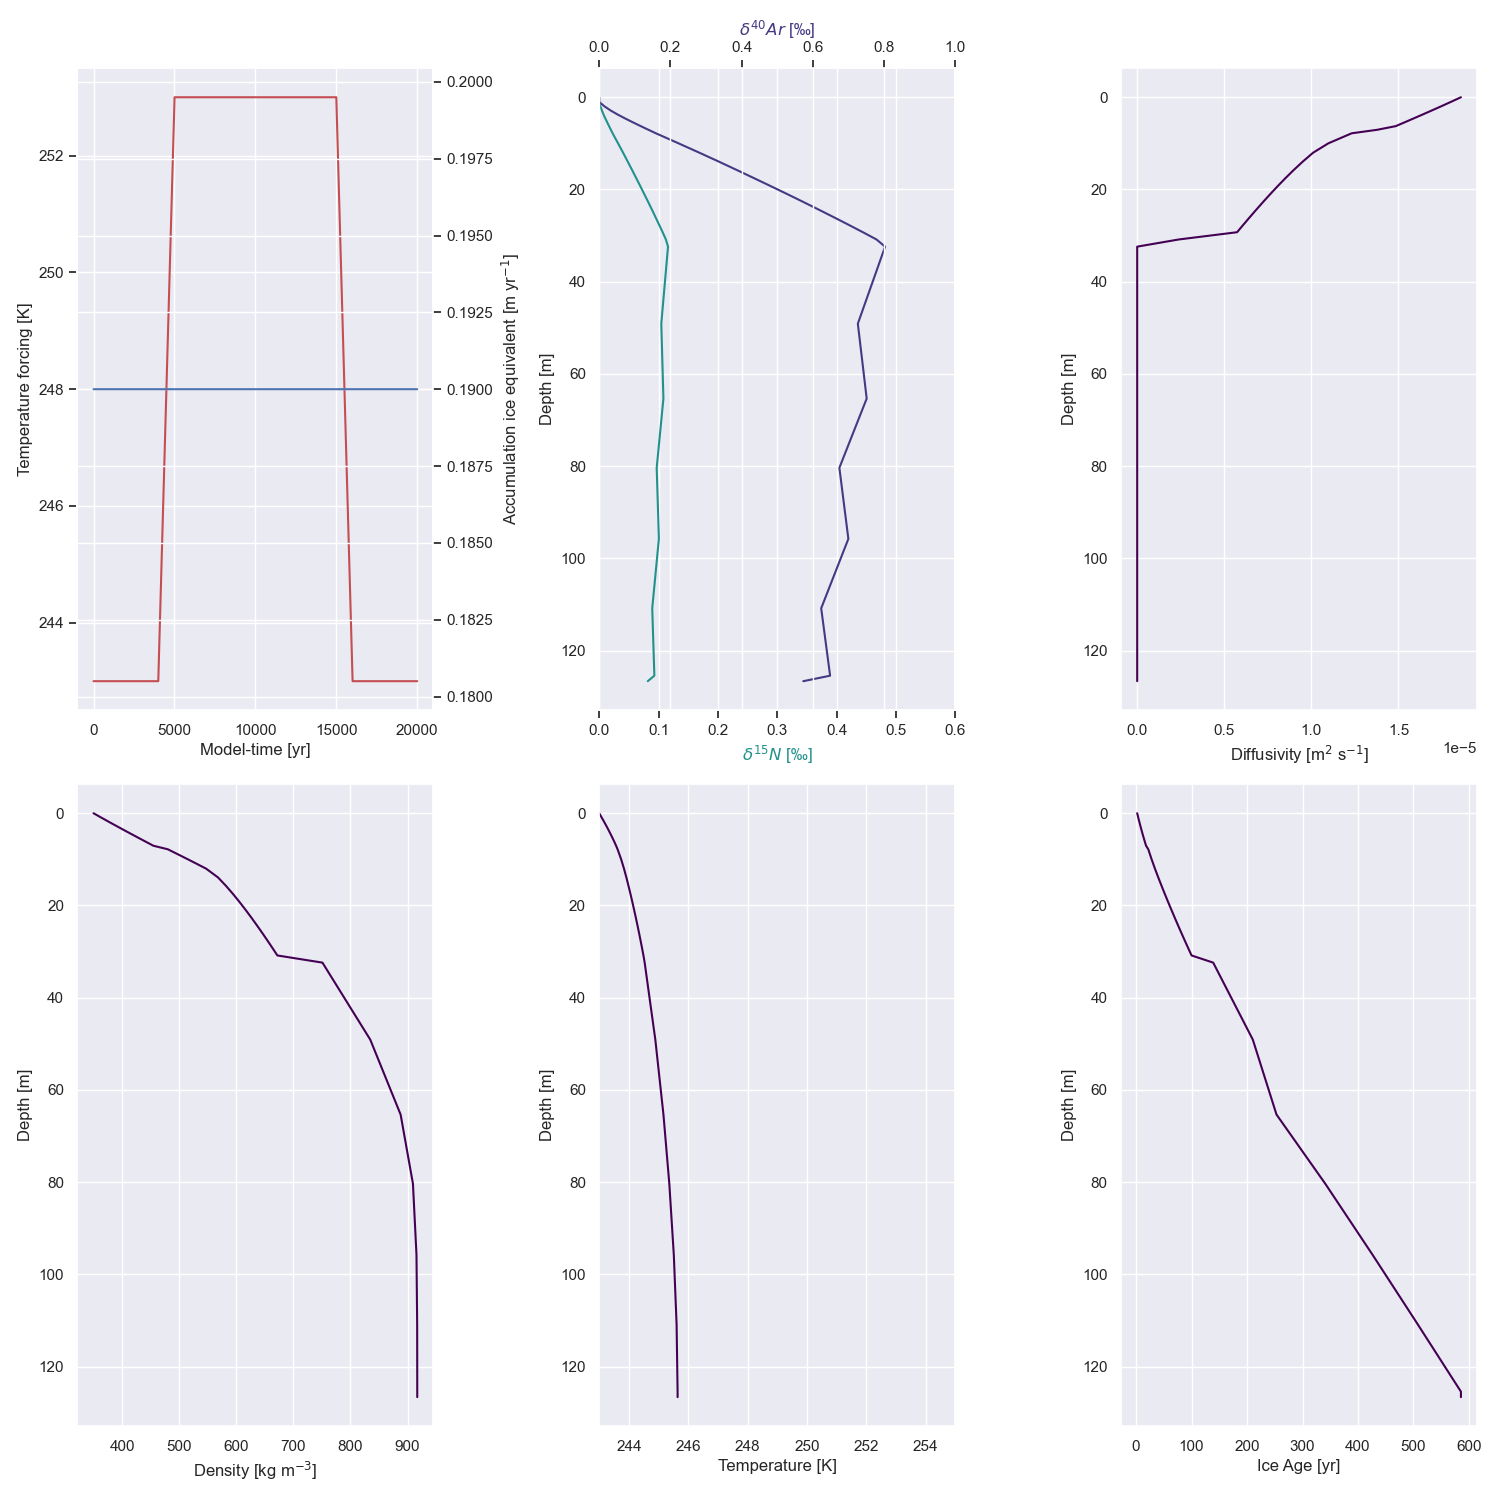 δ⁴⁰Ar [‰]
0.0 0.2 0.4 0.6 0.8 1.0
252
250
248
246
244
Temperature forcing [K]
0 5000 10000 15000 20000
Model-time [yr]
0.2000
0.1975
0.1950
0.1925
0.1900
0.1875
0.1850
0.1825
0.1800
Accumulation ice equivalent [m yr⁻¹]
0
20
40
60
80
100
120
Depth [m]
0.0 0.1 0.2 0.3 0.4 0.5 0.6
δ¹⁵N [‰]
0
20
40
60
80
100
120
Depth [m]
0.0 0.5 1.0 1.5
1e−5
Diffusivity [m² s⁻¹]
0
20
40
60
80
100
120
Depth [m]
400 500 600 700 800 900
Density [kg m⁻³]
0
20
40
60
80
100
120
Depth [m]
244 246 248 250 252 254
Temperature [K]
0
20
40
60
80
100
120
Depth [m]
0 100 200 300 400 500 600
Ice Age [yr]